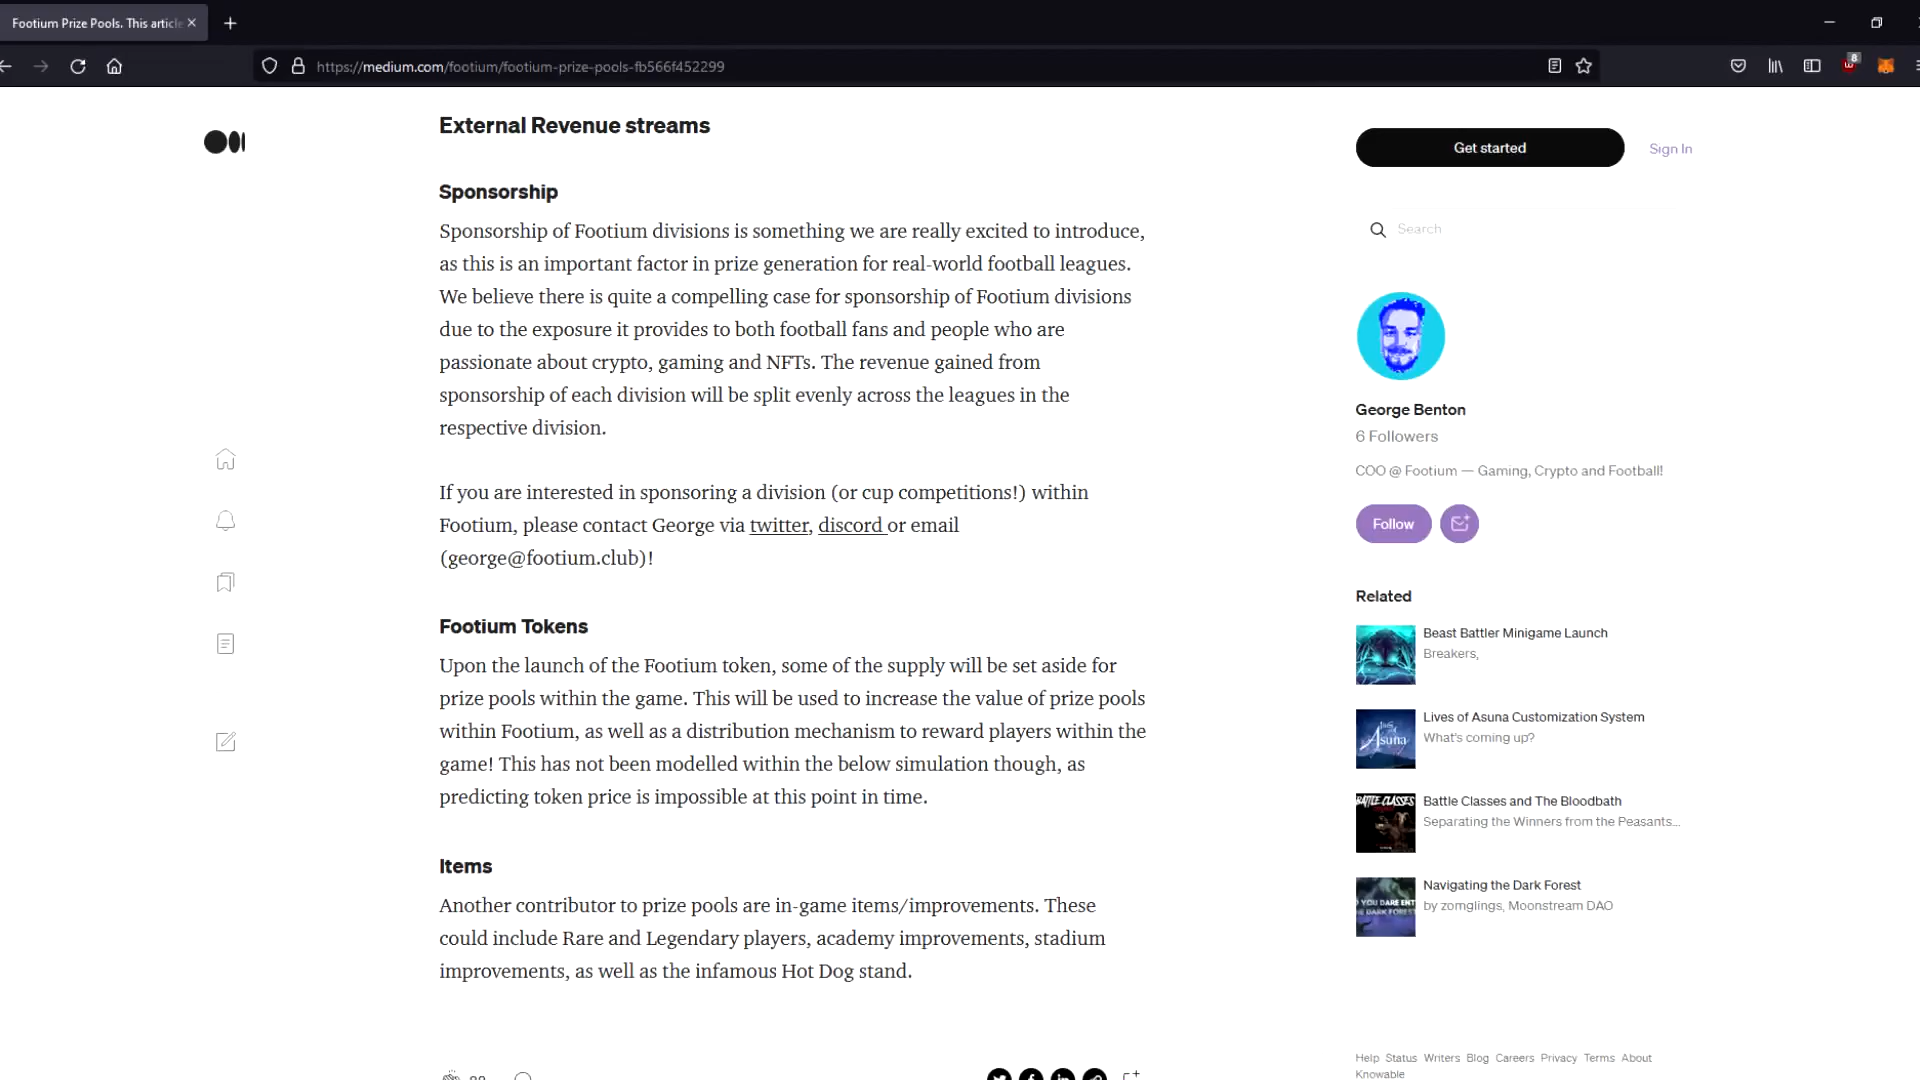 Footium Prize Pools. This article
https://medium.com/footium/footium-prize-pools-fb566f452299
8
External Revenue streams
Sponsorship
Sponsorship of Footium divisions is something we are really excited to introduce,
as this is an important factor in prize generation for real-world football leagues.
We believe there is quite a compelling case for sponsorship of Footium divisions
due to the exposure it provides to both football fans and people who are
passionate about crypto, gaming and NFTs. The revenue gained from
sponsorship of each division will be split evenly across the leagues in the
respective division.
If you are interested in sponsoring a division (or cup competitions!) within
Footium, please contact George via twitter, discord or email
(george@footium.club)!
Footium Tokens
Upon the launch of the Footium token, some of the supply will be set aside for
prize pools within the game. This will be used to increase the value of prize pools
within Footium, as well as a distribution mechanism to reward players within the
game! This has not been modelled within the below simulation though, as
predicting token price is impossible at this point in time.
Items
Another contributor to prize pools are in-game items/improvements. These
could include Rare and Legendary players, academy improvements, stadium
improvements, as well as the infamous Hot Dog stand.
Get started
Sign In
Search
George Benton
6 Followers
COO @ Footium — Gaming, Crypto and Football!
Follow
Related
Beast Battler Minigame Launch
Breakers,
Lives of Asuna Customization System
What's coming up?
Asuna
Battle Classes and The Bloodbath
Separating the Winners from the Peasants...
BATTLE CLASSES
Navigating the Dark Forest
by zomglings, Moonstream DAO
YOU DARE ENT
HE DARK FOREST
Help Status Writers Blog Careers Privacy Terms About
Knowable